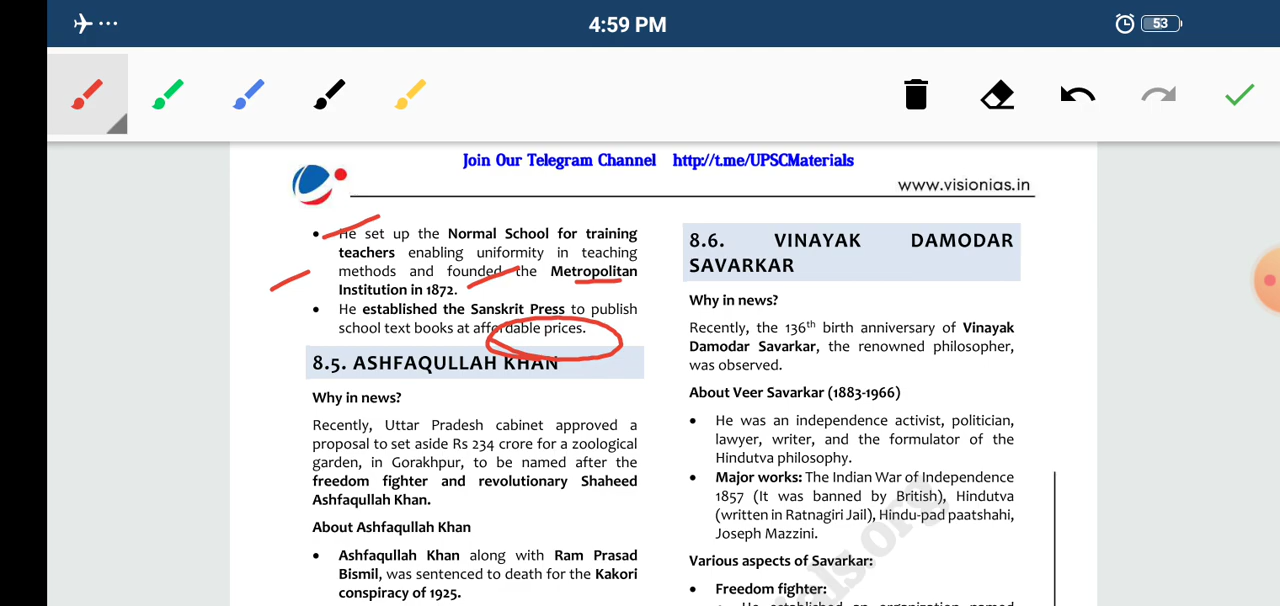 4:59 PM
53
Join Our Telegram Channel http://t.me/UPSCMaterials
www.visionias.in
• He set up the Normal School for training
teachers enabling uniformity in teaching
methods and founded the Metropolitan
Institution in 1872.
• He established the Sanskrit Press to publish
school text books at affordable prices.
8.5. ASHFAQULLAH KHAN
Why in news?
Recently, Uttar Pradesh cabinet approved a
proposal to set aside Rs 234 crore for a zoological
garden, in Gorakhpur, to be named after the
freedom fighter and revolutionary Shaheed
Ashfaqullah Khan.
About Ashfaqullah Khan
• Ashfaqullah Khan along with Ram Prasad
Bismil, was sentenced to death for the Kakori
conspiracy of 1925.
8.6. VINAYAK DAMODAR
SAVARKAR
Why in news?
Recently, the 136th birth anniversary of Vinayak
Damodar Savarkar, the renowned philosopher,
was observed.
About Veer Savarkar (1883-1966)
• He was an independence activist, politician,
lawyer, writer, and the formulator of the
Hindutva philosophy.
• Major works: The Indian War of Independence
1857 (It was banned by British), Hindutva
(written in Ratnagiri Jail), Hindu-pad paatshahi,
Joseph Mazzini.
Various aspects of Savarkar:
• Freedom fighter:
He established an organization named